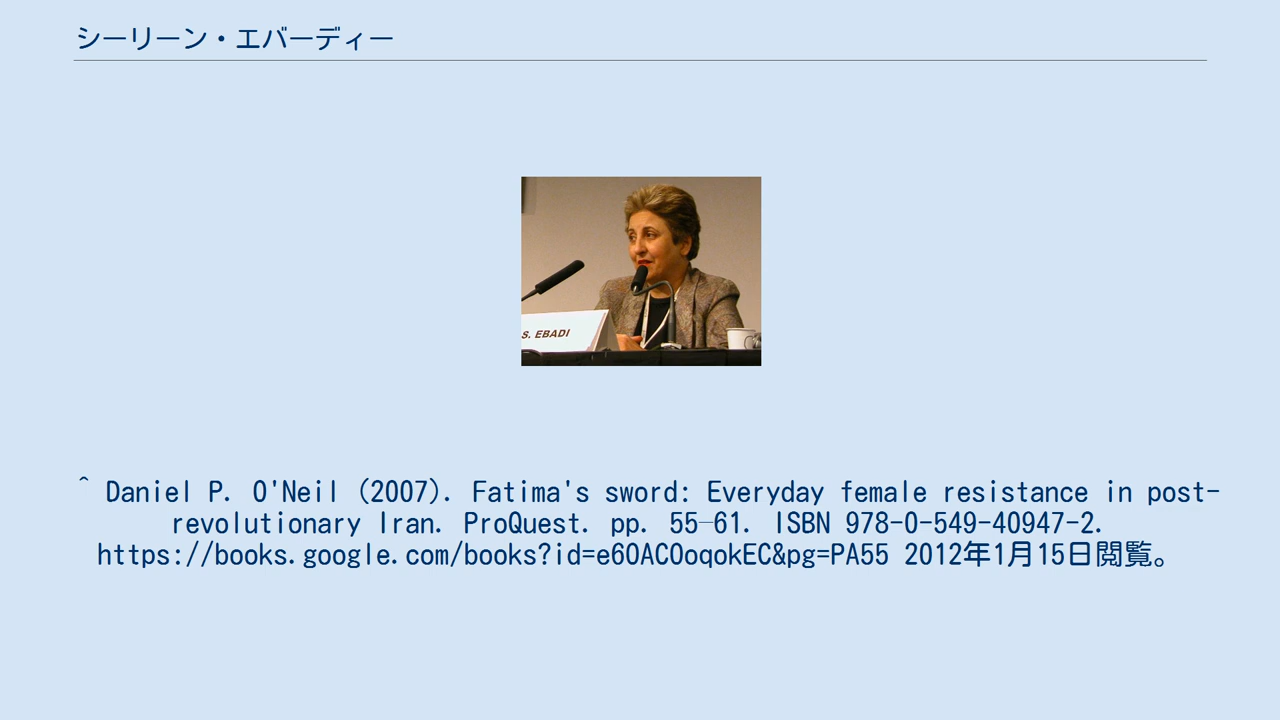 シーリーン・エバーディー
S. EBADI
^ Daniel P. O'Neil (2007). Fatima's sword: Everyday female resistance in post-
revolutionary Iran. ProQuest. pp. 55–61. ISBN 978-0-549-40947-2.
https://books.google.com/books?id=e6OACOoqokEC&pg=PA55 2012年1月15日閲覧。